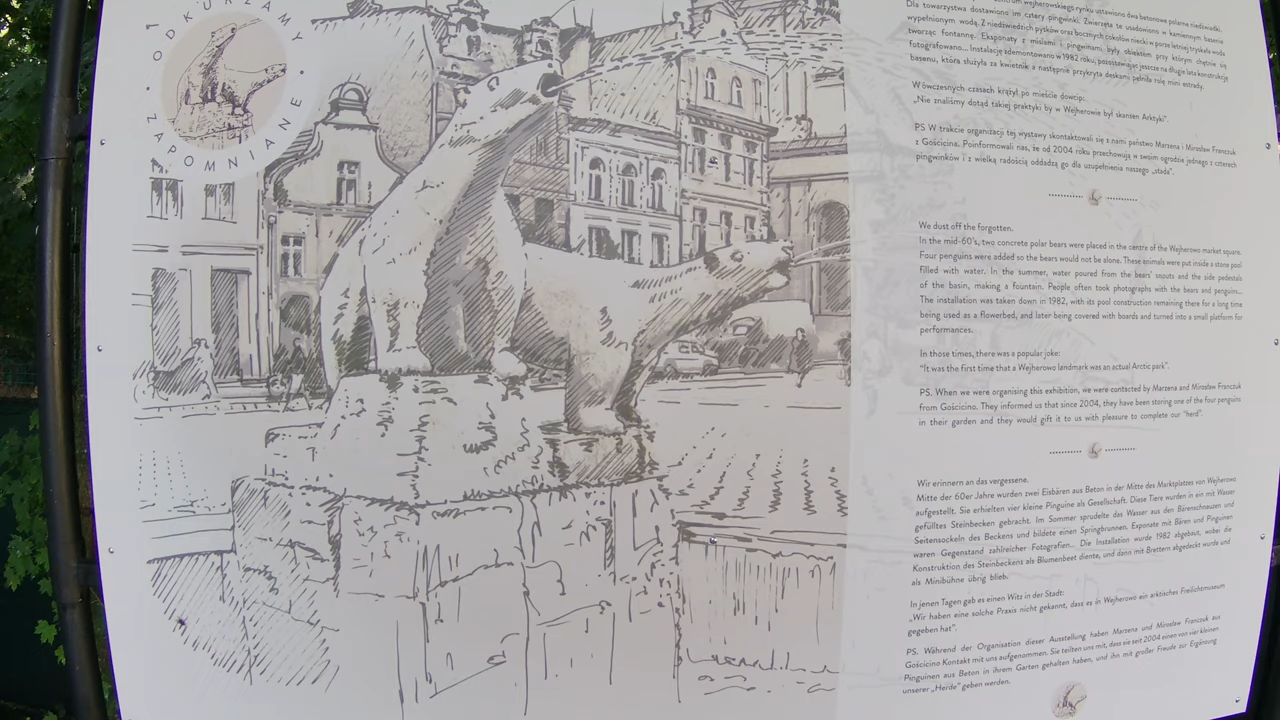 OD KURZAM
ZAPOMNIANE
centrum wejherowskiego rynku ustawiono dwa betonowe polarne niedźwiadki.
Dla towarzystwa dostawiono im cztery pingwinki. Zwierzęta te usadowiono w kamiennym basenie
wypełnionym wodą. Z niedźwiedzich pysków oraz bocznych cokołów niecki w porze letniej tryskała woda
tworząc fontannę. Eksponaty z misiami i pingwinami były obiektem przy którym chętnie się
fotografowano... Instalację zdemontowano w 1982 roku, pozostawiając jeszcze na długie lata konstrukcję
basenu, która służyła za kwietnik a następnie przykryta deskami pełniła rolę mini estrady.
W ówczesnych czasach krążył po mieście dowcip:
„Nie znaliśmy dotąd takiej praktyki by w Wejherowie był skansen Arktyki".
PS W trakcie organizacji tej wystawy skontaktowali się z nami państwo Marzena i Mirosław Franczuk
z Gościcina. Poinformowali nas, że od 2004 roku przechowują w swoim ogrodzie jednego z czterech
pingwinków i z wielką radością oddadzą go dla uzupełnienia naszego „stada".
We dust off the forgotten.
In the mid-60's, two concrete polar bears were placed in the centre of the Wejherowo market square.
Four penguins were added so the bears would not be alone. These animals were put inside a stone pool
filled with water. In the summer, water poured from the bears' snouts and the side pedestals
of the basin, making a fountain. People often took photographs with the bears and penguins...
The installation was taken down in 1982, with its pool construction remaining there for a long time
being used as a flowerbed, and later being covered with boards and turned into a small platform for
performances.
In those times, there was a popular joke:
"It was the first time that a Wejherowo landmark was an actual Arctic park".
PS. When we were organising this exhibition, we were contacted by Marzena and Mirosław Franczuk
from Gościcino. They informed us that since 2004, they have been storing one of the four penguins
in their garden and they would gift it to us with pleasure to complete our "herd".
Wir erinnern an das vergessene.
Mitte der 60er Jahre wurden zwei Eisbären aus Beton in der Mitte des Marktplatzes von Wejherowo
aufgestellt. Sie erhielten vier kleine Pinguine als Gesellschaft. Diese Tiere wurden in ein mit Wasser
gefülltes Steinbecken gebracht. Im Sommer sprudelte das Wasser aus den Bärenschnauzen und
Seitensockeln des Beckens und bildete einen Springbrunnen. Exponate mit Bären und Pinguinen
waren Gegenstand zahlreicher Fotografien... Die Installation wurde 1982 abgebaut, wobei die
Konstruktion des Steinbeckens als Blumenbeet diente, und dann mit Brettern abgedeckt wurde und
als Minibühne übrig blieb.
In jenen Tagen gab es einen Witz in der Stadt:
„Wir haben eine solche Praxis nicht gekannt, dass es in Wejherowo ein arktisches Freilichtmuseum
gegeben hat".
PS. Während der Organisation dieser Ausstellung haben Marzena und Mirosław Franczuk aus
Gościcino Kontakt mit uns aufgenommen. Sie teilten uns mit, dass sie seit 2004 einen von vier kleinen
Pinguinen aus Beton in ihrem Garten gehalten haben, und ihn mit großer Freude zur Ergänzung
unserer „Herde" geben werden.